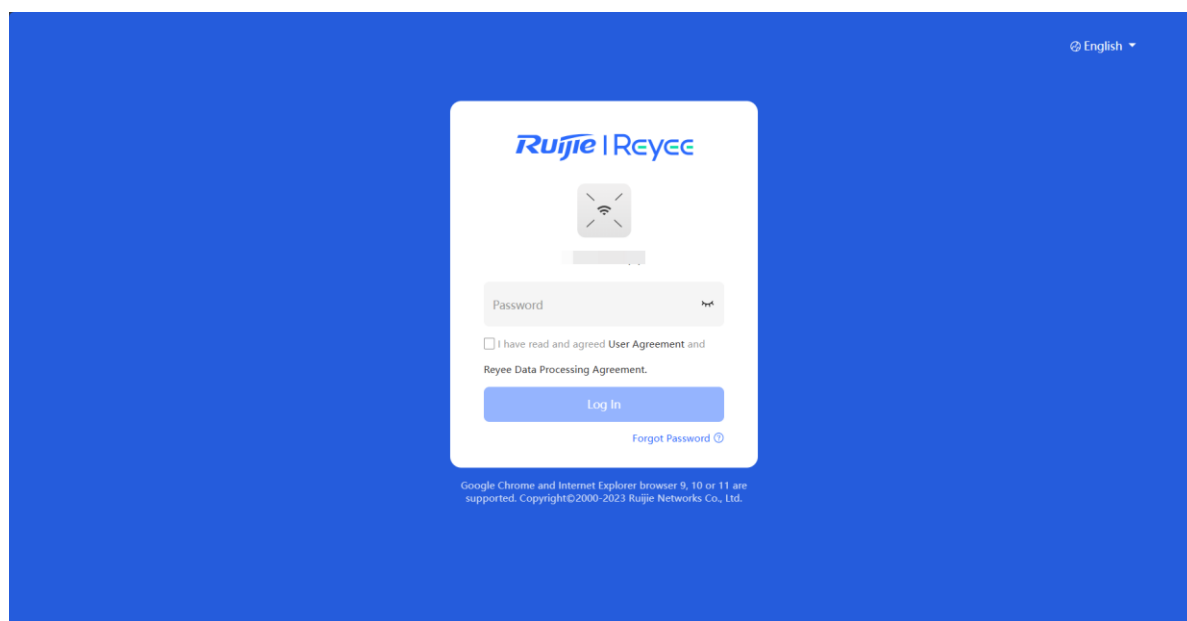 English
Ruijie | Reyee
Password
I have read and agreed User Agreement and
Reyee Data Processing Agreement.
Log In
Forgot Password
Google Chrome and Internet Explorer browser 9, 10 or 11 are
supported. Copyright©2000-2023 Ruijie Networks Co., Ltd.